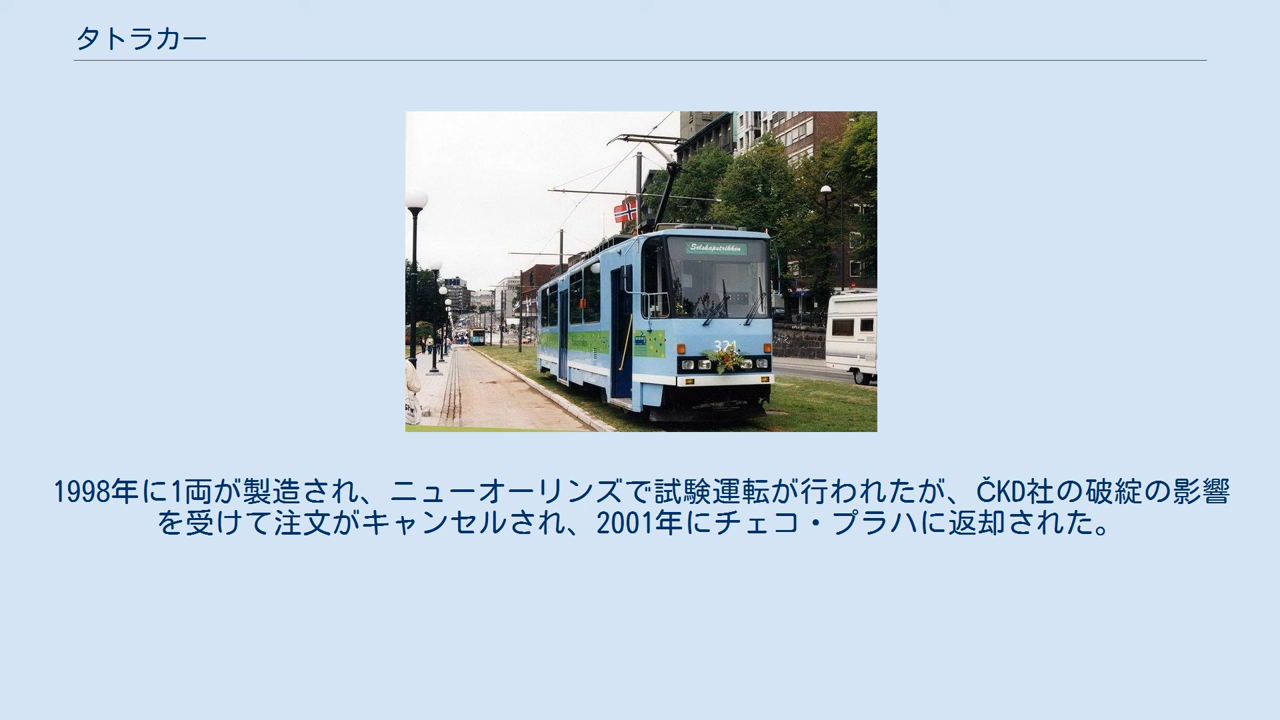 タトラカー
Selskapstrikken
321
1998年に1両が製造され、ニューオーリンズで試験運転が行われたが、ČKD社の破綻の影響
を受けて注文がキャンセルされ、2001年にチェコ・プラハに返却された。